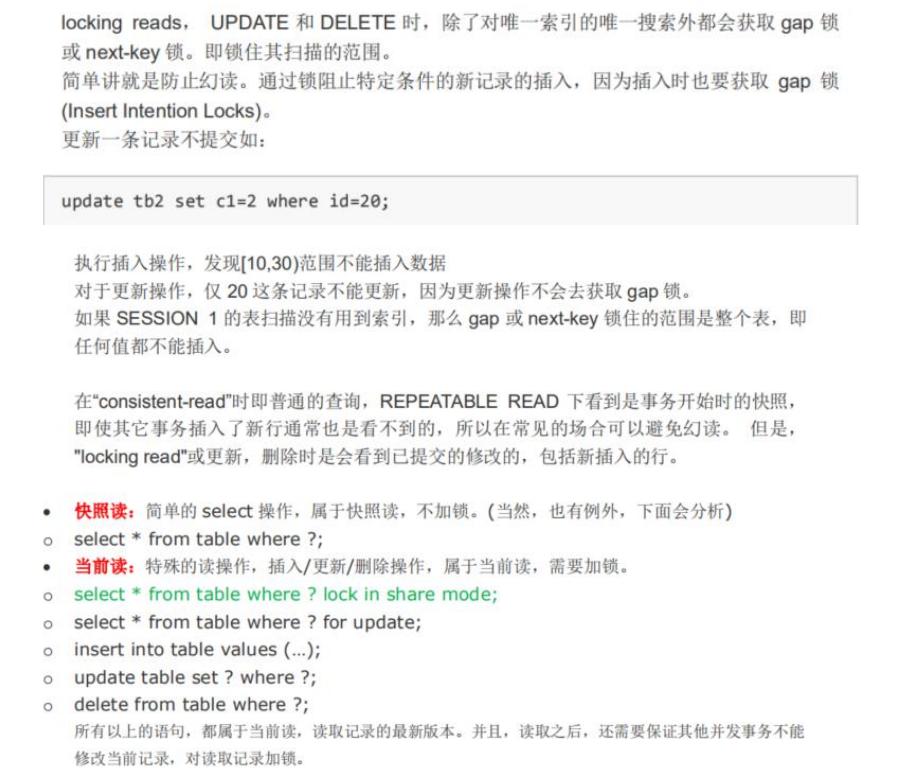 locking reads， UPDATE 和 DELETE 时，除了对唯一索引的唯一搜索外都会获取 gap 锁
或 next-key 锁。即锁住其扫描的范围。
简单讲就是防止幻读。通过锁阻止特定条件的新记录的插入，因为插入时也要获取 gap 锁
(Insert Intention Locks)。
更新一条记录不提交如：
update tb2 set c1=2 where id=20;
执行插入操作，发现[10,30)范围不能插入数据
对于更新操作，仅 20 这条记录不能更新，因为更新操作不会去获取 gap 锁。
如果 SESSION 1 的表扫描没有用到索引，那么 gap 或 next-key 锁住的范围是整个表，即
任何值都不能插入。
在“consistent-read”时即普通的查询，REPEATABLE READ 下看到是事务开始时的快照，
即使其它事务插入了新行通常也是看不到的，所以在常见的场合可以避免幻读。 但是，
"locking read"或更新，删除时是会看到已提交的修改的，包括新插入的行。
• 快照读：简单的 select 操作，属于快照读，不加锁。(当然，也有例外，下面会分析)
o select * from table where ?;
• 当前读：特殊的读操作，插入/更新/删除操作，属于当前读，需要加锁。
o select * from table where ? lock in share mode;
o select * from table where ? for update;
o insert into table values (…);
o update table set ? where ?;
o delete from table where ?;
所有以上的语句，都属于当前读，读取记录的最新版本。并且，读取之后，还需要保证其他并发事务不能
修改当前记录，对读取记录加锁。